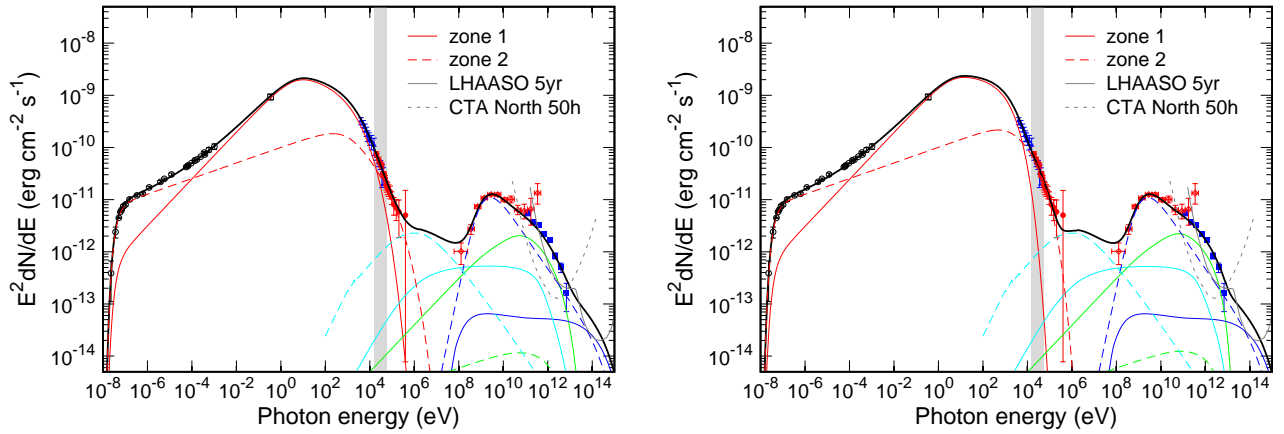 10⁻⁸
10⁻⁹
10⁻¹⁰
10⁻¹¹
10⁻¹²
10⁻¹³
10⁻¹⁴
E²dN/dE (erg cm⁻² s⁻¹)
zone 1
zone 2
LHAASO 5yr
CTA North 50h
10⁻⁸ 10⁻⁶ 10⁻⁴ 10⁻² 10⁰ 10² 10⁴ 10⁶ 10⁸ 10¹⁰ 10¹² 10¹⁴
Photon energy (eV)
10⁻⁸
10⁻⁹
10⁻¹⁰
10⁻¹¹
10⁻¹²
10⁻¹³
10⁻¹⁴
E²dN/dE (erg cm⁻² s⁻¹)
zone 1
zone 2
LHAASO 5yr
CTA North 50h
10⁻⁸ 10⁻⁶ 10⁻⁴ 10⁻² 10⁰ 10² 10⁴ 10⁶ 10⁸ 10¹⁰ 10¹² 10¹⁴
Photon energy (eV)